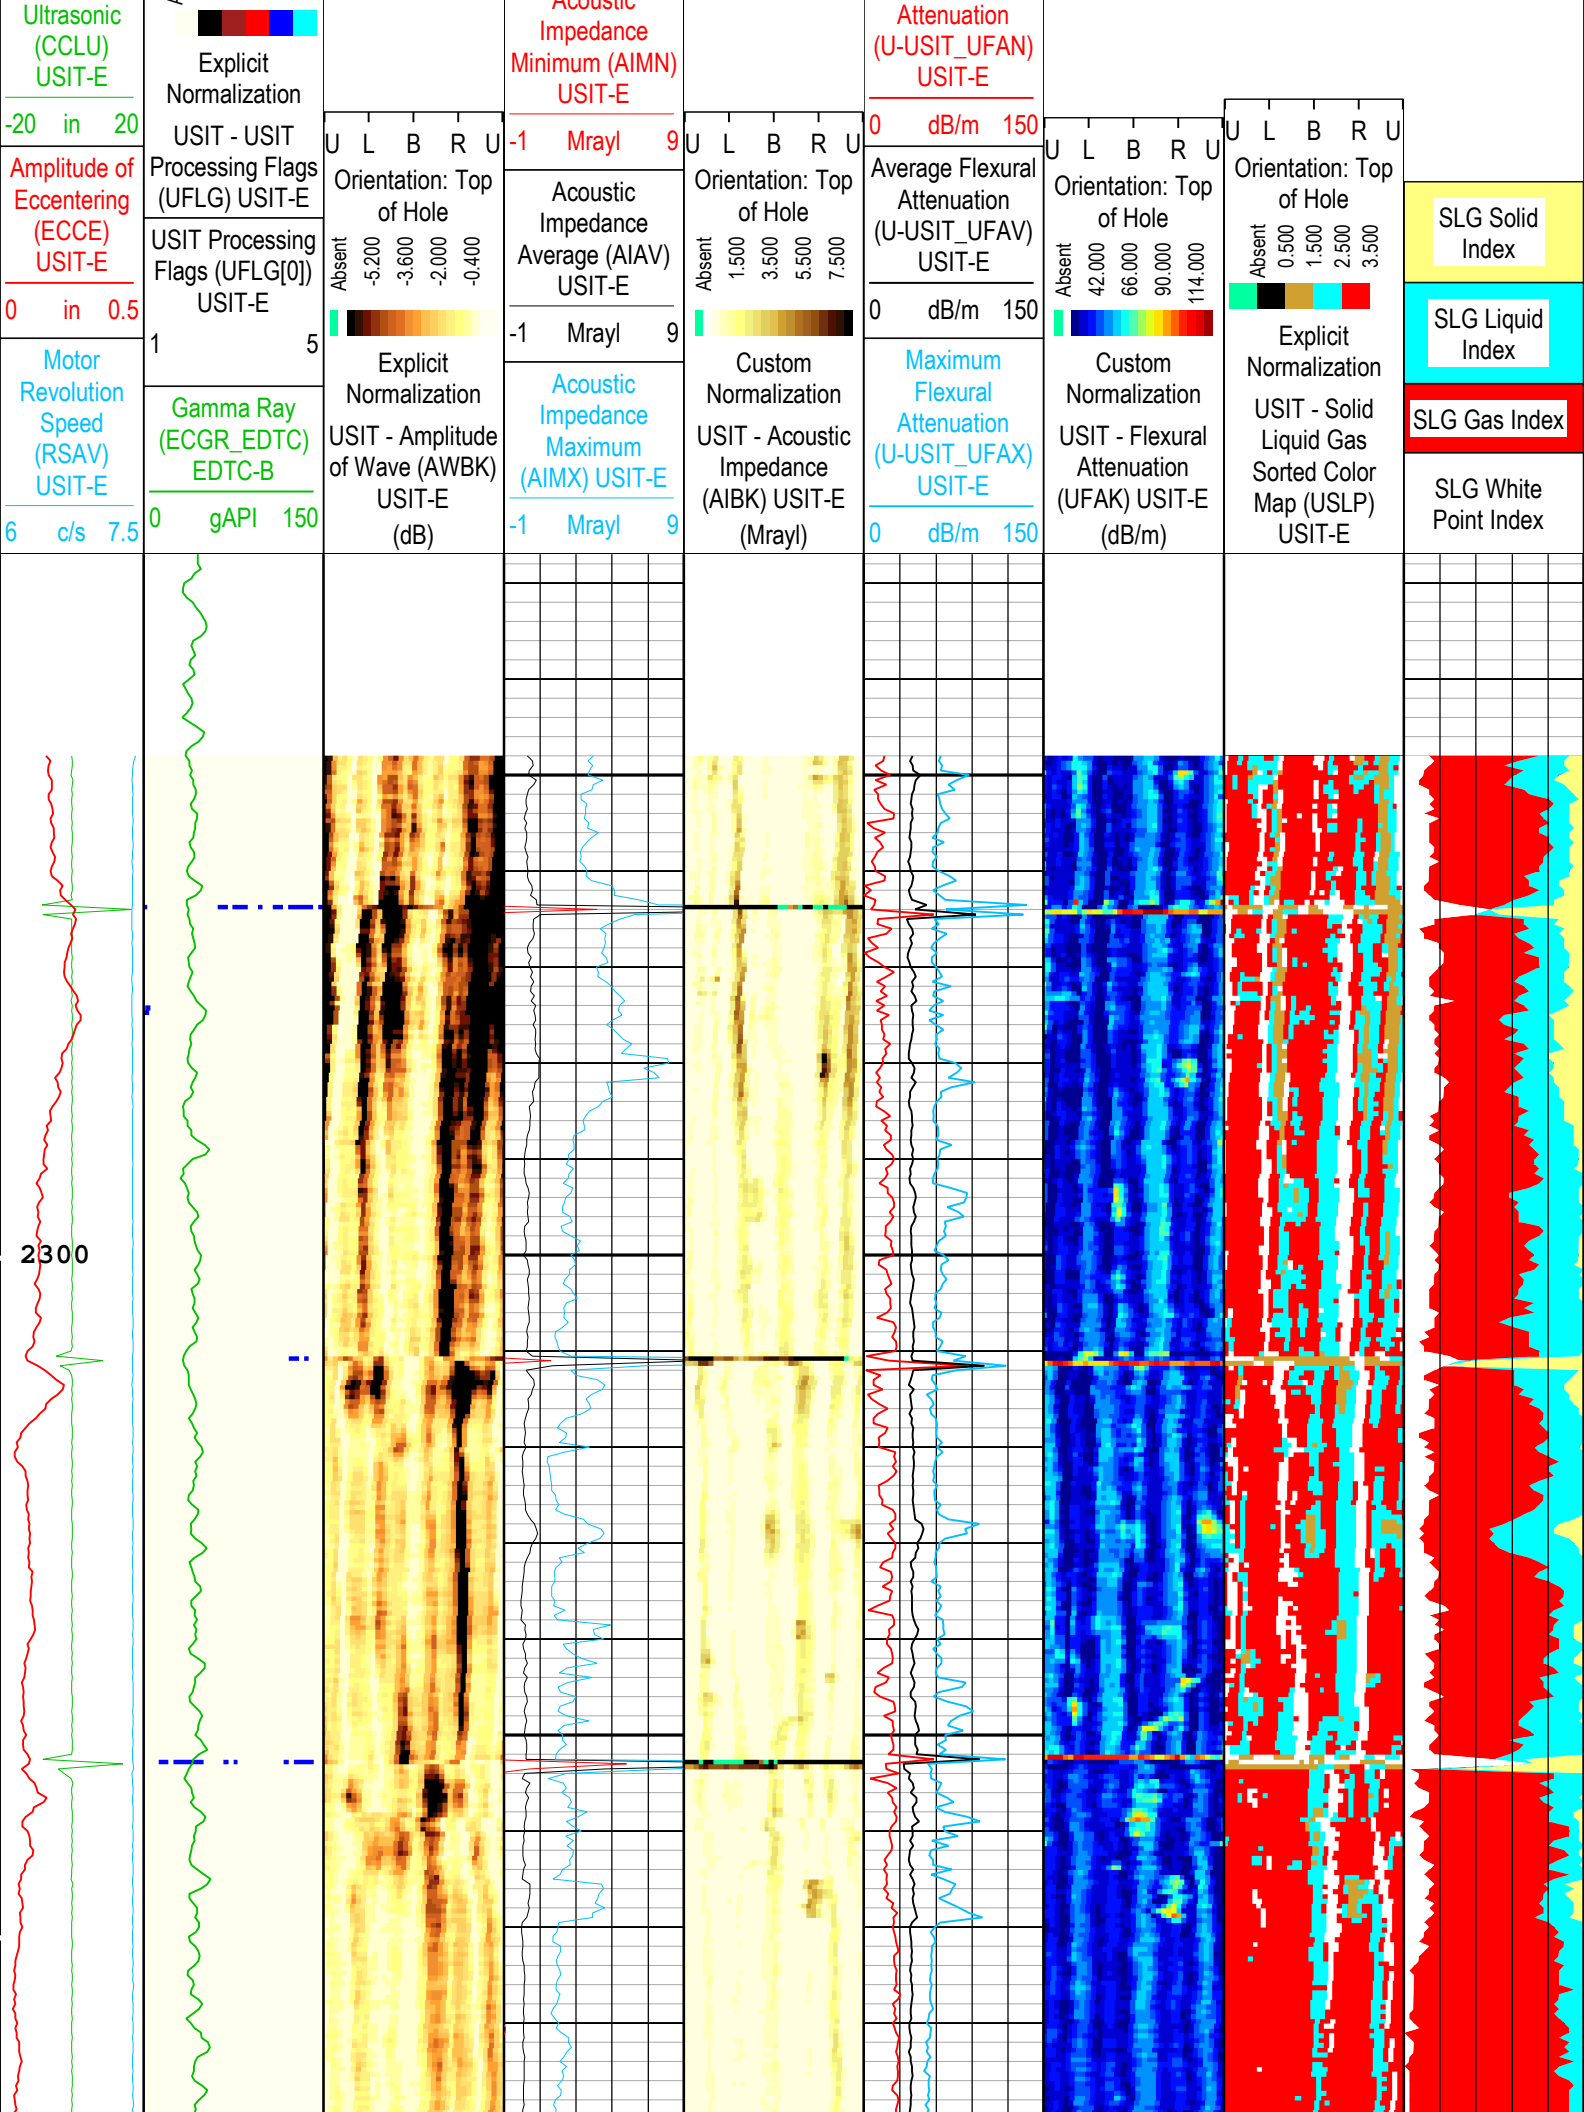 Ultrasonic
(CCLU)
USIT-E
-20 in 20
Amplitude of
Eccentering
(ECCE)
USIT-E
0 in 0.5
Motor
Revolution
Speed
(RSAV)
USIT-E
6 c/s 7.5
Explicit
Normalization
USIT - USIT
Processing Flags
(UFLG) USIT-E
USIT Processing
Flags (UFLG[0])
USIT-E
1 5
Gamma Ray
(ECGR_EDTC)
EDTC-B
0 gAPI 150
U L B R U
Orientation: Top
of Hole
Absent
-5.200
-3.600
-2.000
-0.400
Explicit
Normalization
USIT - Amplitude
of Wave (AWBK)
USIT-E
(dB)
Acoustic
Impedance
Minimum (AIMN)
USIT-E
-1 Mrayl 9
Acoustic
Impedance
Average (AIAV)
USIT-E
-1 Mrayl 9
Acoustic
Impedance
Maximum
(AIMX) USIT-E
-1 Mrayl 9
U L B R U
Orientation: Top
of Hole
Absent
1.500
3.500
5.500
7.500
Custom
Normalization
USIT - Acoustic
Impedance
(AIBK) USIT-E
(Mrayl)
Attenuation
(U-USIT_UFAN)
USIT-E
0 dB/m 150
Average Flexural
Attenuation
(U-USIT_UFAV)
USIT-E
0 dB/m 150
Maximum
Flexural
Attenuation
(U-USIT_UFAX)
USIT-E
0 dB/m 150
U L B R U
Orientation: Top
of Hole
Absent
42.000
66.000
90.000
114.000
Custom
Normalization
USIT - Flexural
Attenuation
(UFAK) USIT-E
(dB/m)
U L B R U
Orientation: Top
of Hole
Absent
0.500
1.500
2.500
3.500
Explicit
Normalization
USIT - Solid
Liquid Gas
Sorted Color
Map (USLP)
USIT-E
SLG Solid
Index
SLG Liquid
Index
SLG Gas Index
SLG White
Point Index
2300